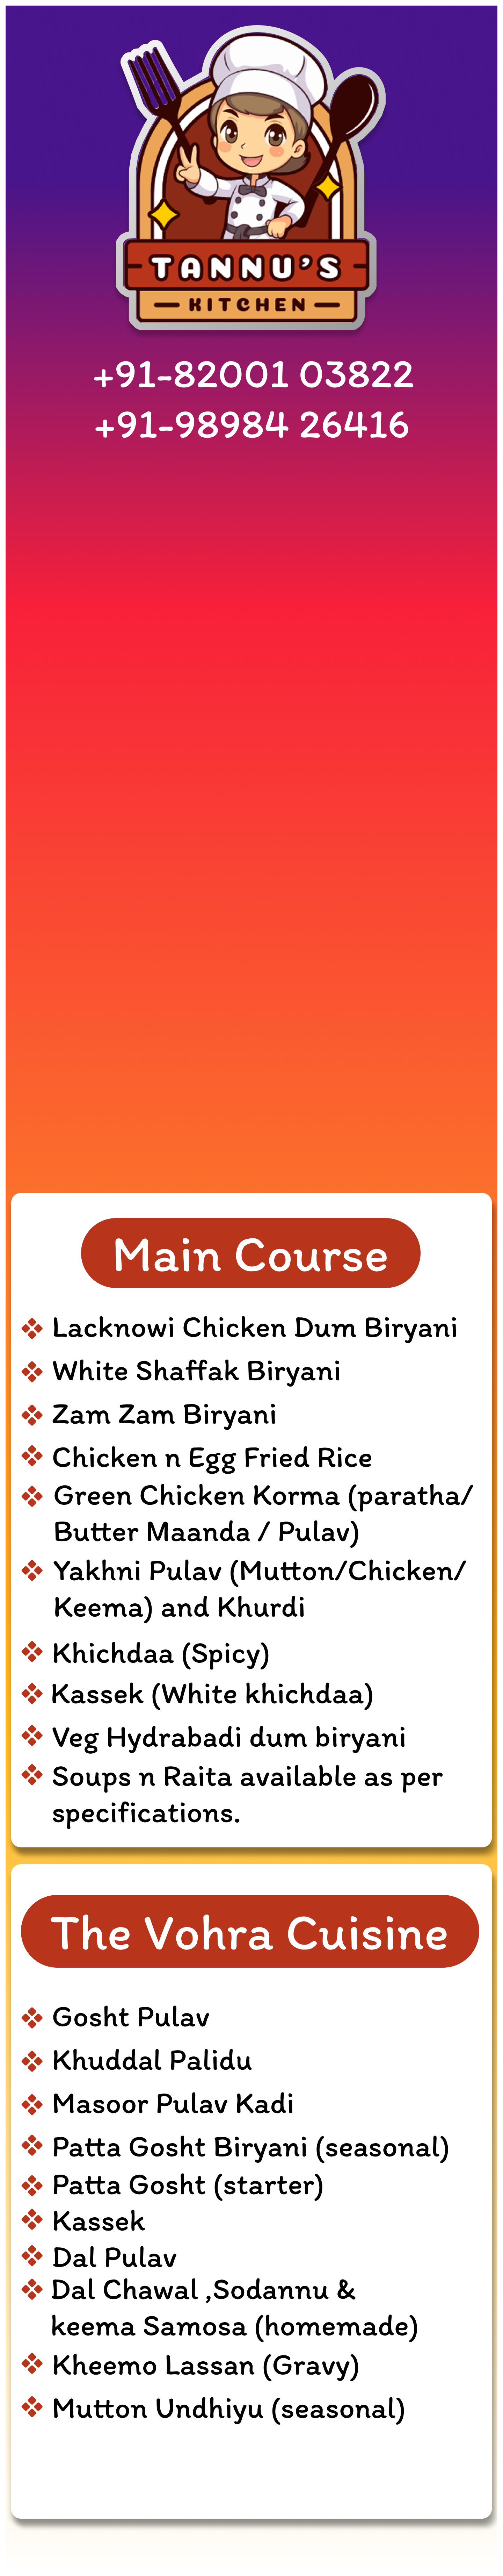 TANNU'S
KITCHEN
+91-82001 03822
+91-98984 26416
Main Course
Lacknowi Chicken Dum Biryani
White Shaffak Biryani
Zam Zam Biryani
Chicken n Egg Fried Rice
Green Chicken Korma (paratha/
Butter Maanda / Pulav)
Yakhni Pulav (Mutton/Chicken/
Keema) and Khurdi
Khichdaa (Spicy)
Kassek (White khichdaa)
Veg Hydrabadi dum biryani
Soups n Raita available as per
specifications.
The Vohra Cuisine
Gosht Pulav
Khuddal Palidu
Masoor Pulav Kadi
Patta Gosht Biryani (seasonal)
Patta Gosht (starter)
Kassek
Dal Pulav
Dal Chawal ,Sodannu &
keema Samosa (homemade)
Kheemo Lassan (Gravy)
Mutton Undhiyu (seasonal)